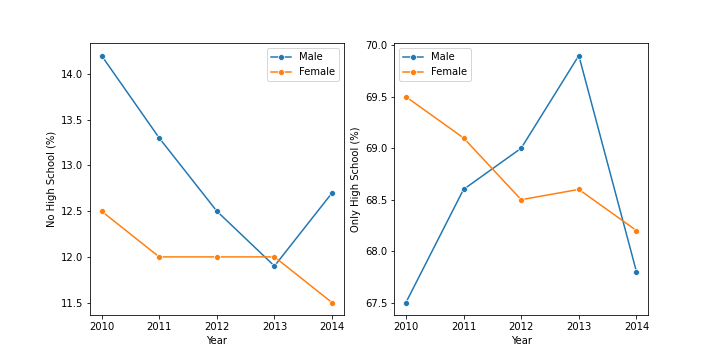 No High School (%)
14.0
13.5
13.0
12.5
12.0
11.5
2010 2011 2012 2013 2014
Year
Male
Female
Only High School (%)
70.0
69.5
69.0
68.5
68.0
67.5
2010 2011 2012 2013 2014
Year
Male
Female